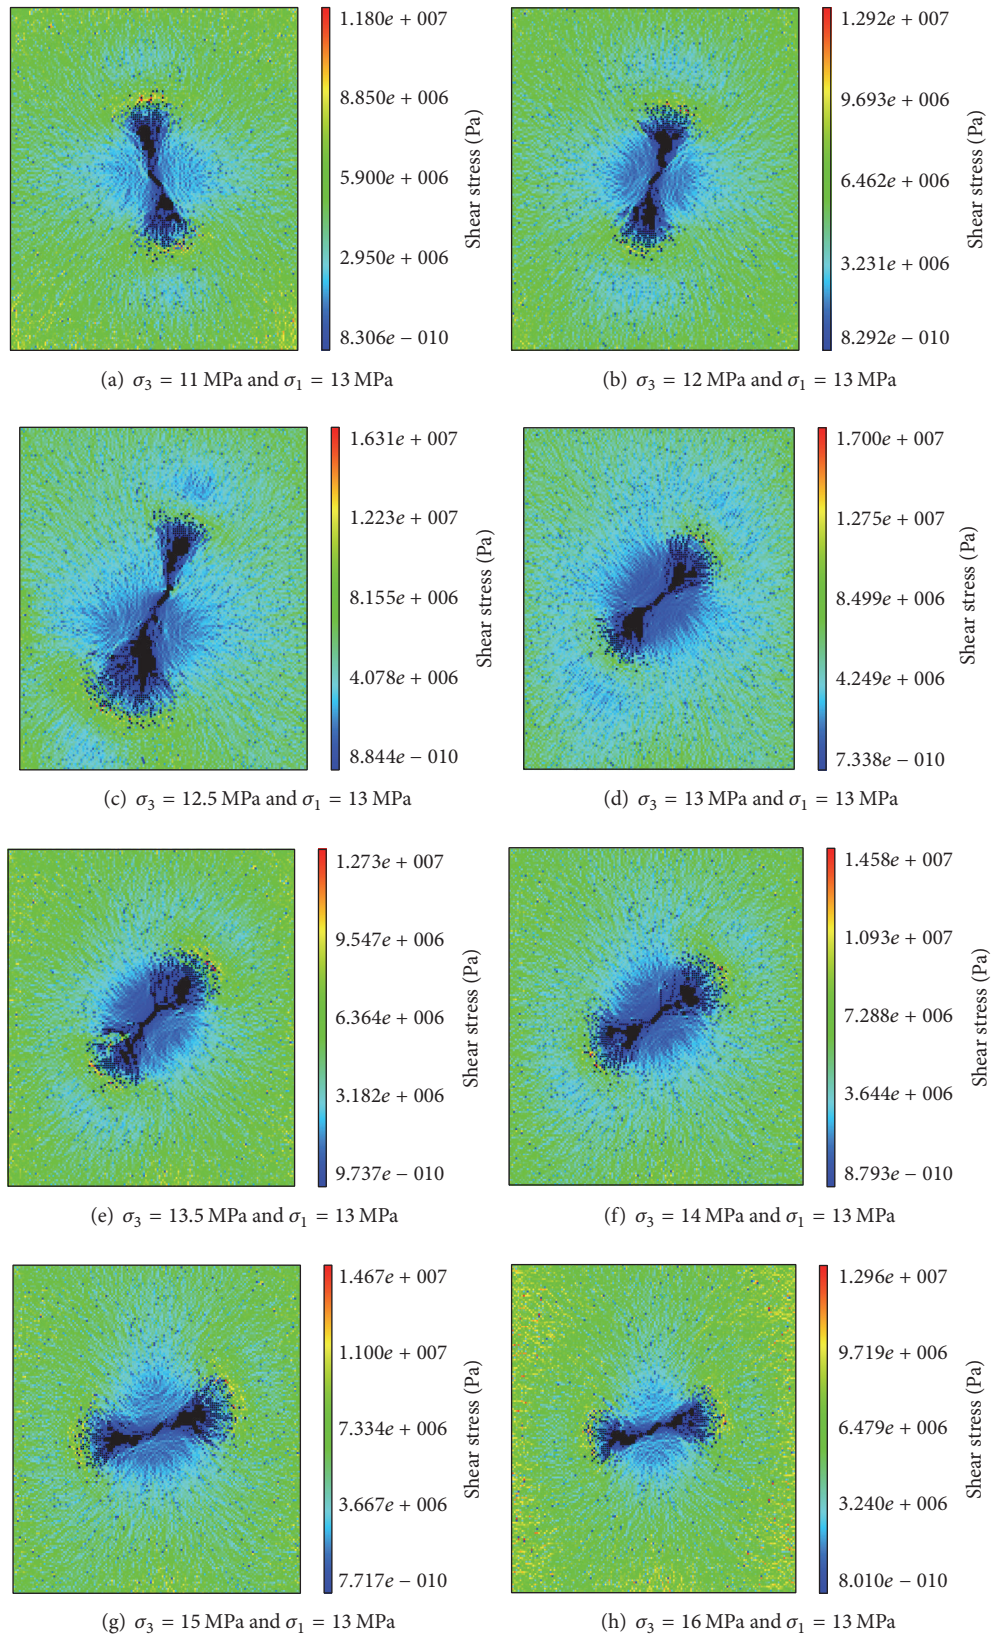 1.180e + 007
8.850e + 006
5.900e + 006
2.950e + 006
8.306e − 010
Shear stress (Pa)
(a) σ₃ = 11 MPa and σ₁ = 13 MPa
1.292e + 007
9.693e + 006
6.462e + 006
3.231e + 006
8.292e − 010
Shear stress (Pa)
(b) σ₃ = 12 MPa and σ₁ = 13 MPa
1.631e + 007
1.223e + 007
8.155e + 006
4.078e + 006
8.844e − 010
Shear stress (Pa)
(c) σ₃ = 12.5 MPa and σ₁ = 13 MPa
1.700e + 007
1.275e + 007
8.499e + 006
4.249e + 006
7.338e − 010
Shear stress (Pa)
(d) σ₃ = 13 MPa and σ₁ = 13 MPa
1.273e + 007
9.547e + 006
6.364e + 006
3.182e + 006
9.737e − 010
Shear stress (Pa)
(e) σ₃ = 13.5 MPa and σ₁ = 13 MPa
1.458e + 007
1.093e + 007
7.288e + 006
3.644e + 006
8.793e − 010
Shear stress (Pa)
(f) σ₃ = 14 MPa and σ₁ = 13 MPa
1.467e + 007
1.100e + 007
7.334e + 006
3.667e + 006
7.717e − 010
Shear stress (Pa)
(g) σ₃ = 15 MPa and σ₁ = 13 MPa
1.296e + 007
9.719e + 006
6.479e + 006
3.240e + 006
8.010e − 010
Shear stress (Pa)
(h) σ₃ = 16 MPa and σ₁ = 13 MPa